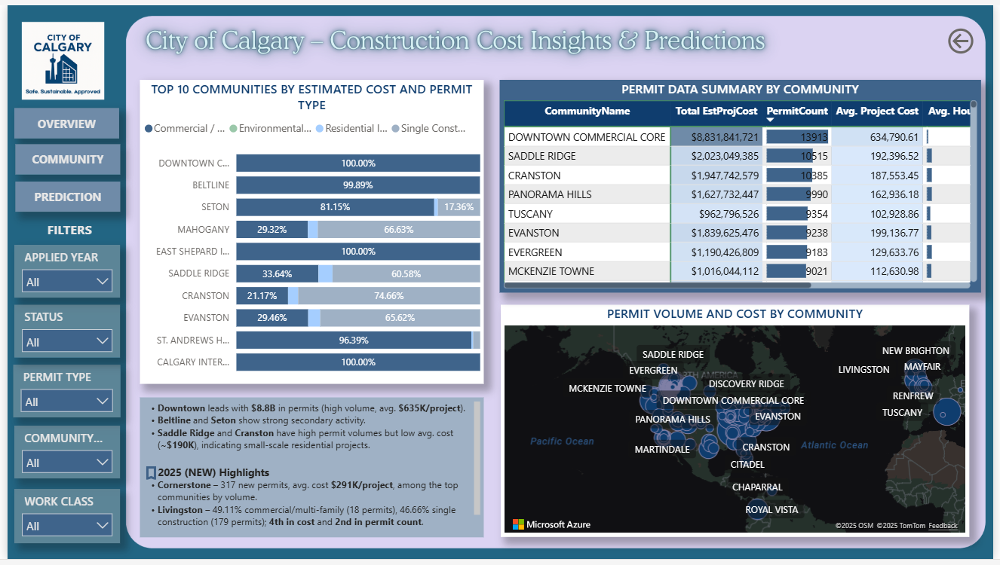 CITY OF
CALGARY
Safe. Sustainable. Approved
City of Calgary – Construction Cost Insights & Predictions
OVERVIEW
COMMUNITY
PREDICTION
FILTERS
APPLIED YEAR
All
STATUS
All
PERMIT TYPE
All
COMMUNITY...
All
WORK CLASS
All
TOP 10 COMMUNITIES BY ESTIMATED COST AND PERMIT
TYPE
Commercial / ... Environmental... Residential I... Single Const...
DOWNTOWN C... 100.00%
BELTLINE 99.89%
SETON 81.15% 17.36%
MAHOGANY 29.32% 66.63%
EAST SHEPARD I... 100.00%
SADDLE RIDGE 33.64% 60.58%
CRANSTON 21.17% 74.66%
EVANSTON 29.46% 65.62%
ST. ANDREWS H... 96.39%
CALGARY INTER... 100.00%
• Downtown leads with $8.8B in permits (high volume, avg. $635K/project).
• Beltline and Seton show strong secondary activity.
• Saddle Ridge and Cranston have high permit volumes but low avg. cost
(~$190K), indicating small-scale residential projects.
2025 (NEW) Highlights
• Cornerstone – 317 new permits, avg. cost $291K/project, among the top
communities by volume.
• Livingston – 49.11% commercial/multi-family (18 permits), 46.66% single
construction (179 permits); 4th in cost and 2nd in permit count.
PERMIT DATA SUMMARY BY COMMUNITY
CommunityName Total EstProjCost PermitCount Avg. Project Cost Avg. Hou
DOWNTOWN COMMERCIAL CORE $8,831,841,721 13913 634,790.61
SADDLE RIDGE $2,023,049,385 10515 192,396.52
CRANSTON $1,947,742,579 10385 187,553.45
PANORAMA HILLS $1,627,732,447 9990 162,936.18
TUSCANY $962,796,526 9354 102,928.86
EVANSTON $1,839,625,476 9238 199,136.77
EVERGREEN $1,190,426,809 9183 129,633.76
MCKENZIE TOWNE $1,016,044,112 9021 112,630.98
PERMIT VOLUME AND COST BY COMMUNITY
SADDLE RIDGE
NEW BRIGHTON
EVERGREEN
LIVINGSTON
MAYFAIR
TH AMERICA
DISCOVERY RIDGE
MCKENZIE TOWNE
RENFREW
DOWNTOWN COMMERCIAL CORE
TUSCANY
PANORAMA HILLS
EVANSTON
Pacific Ocean
Atlantic Ocean
MARTINDALE
CRANSTON
CITADEL
CHAPARRAL
ROYAL VISTA
Microsoft Azure
©2025 OSM ©2025 TomTom Feedback